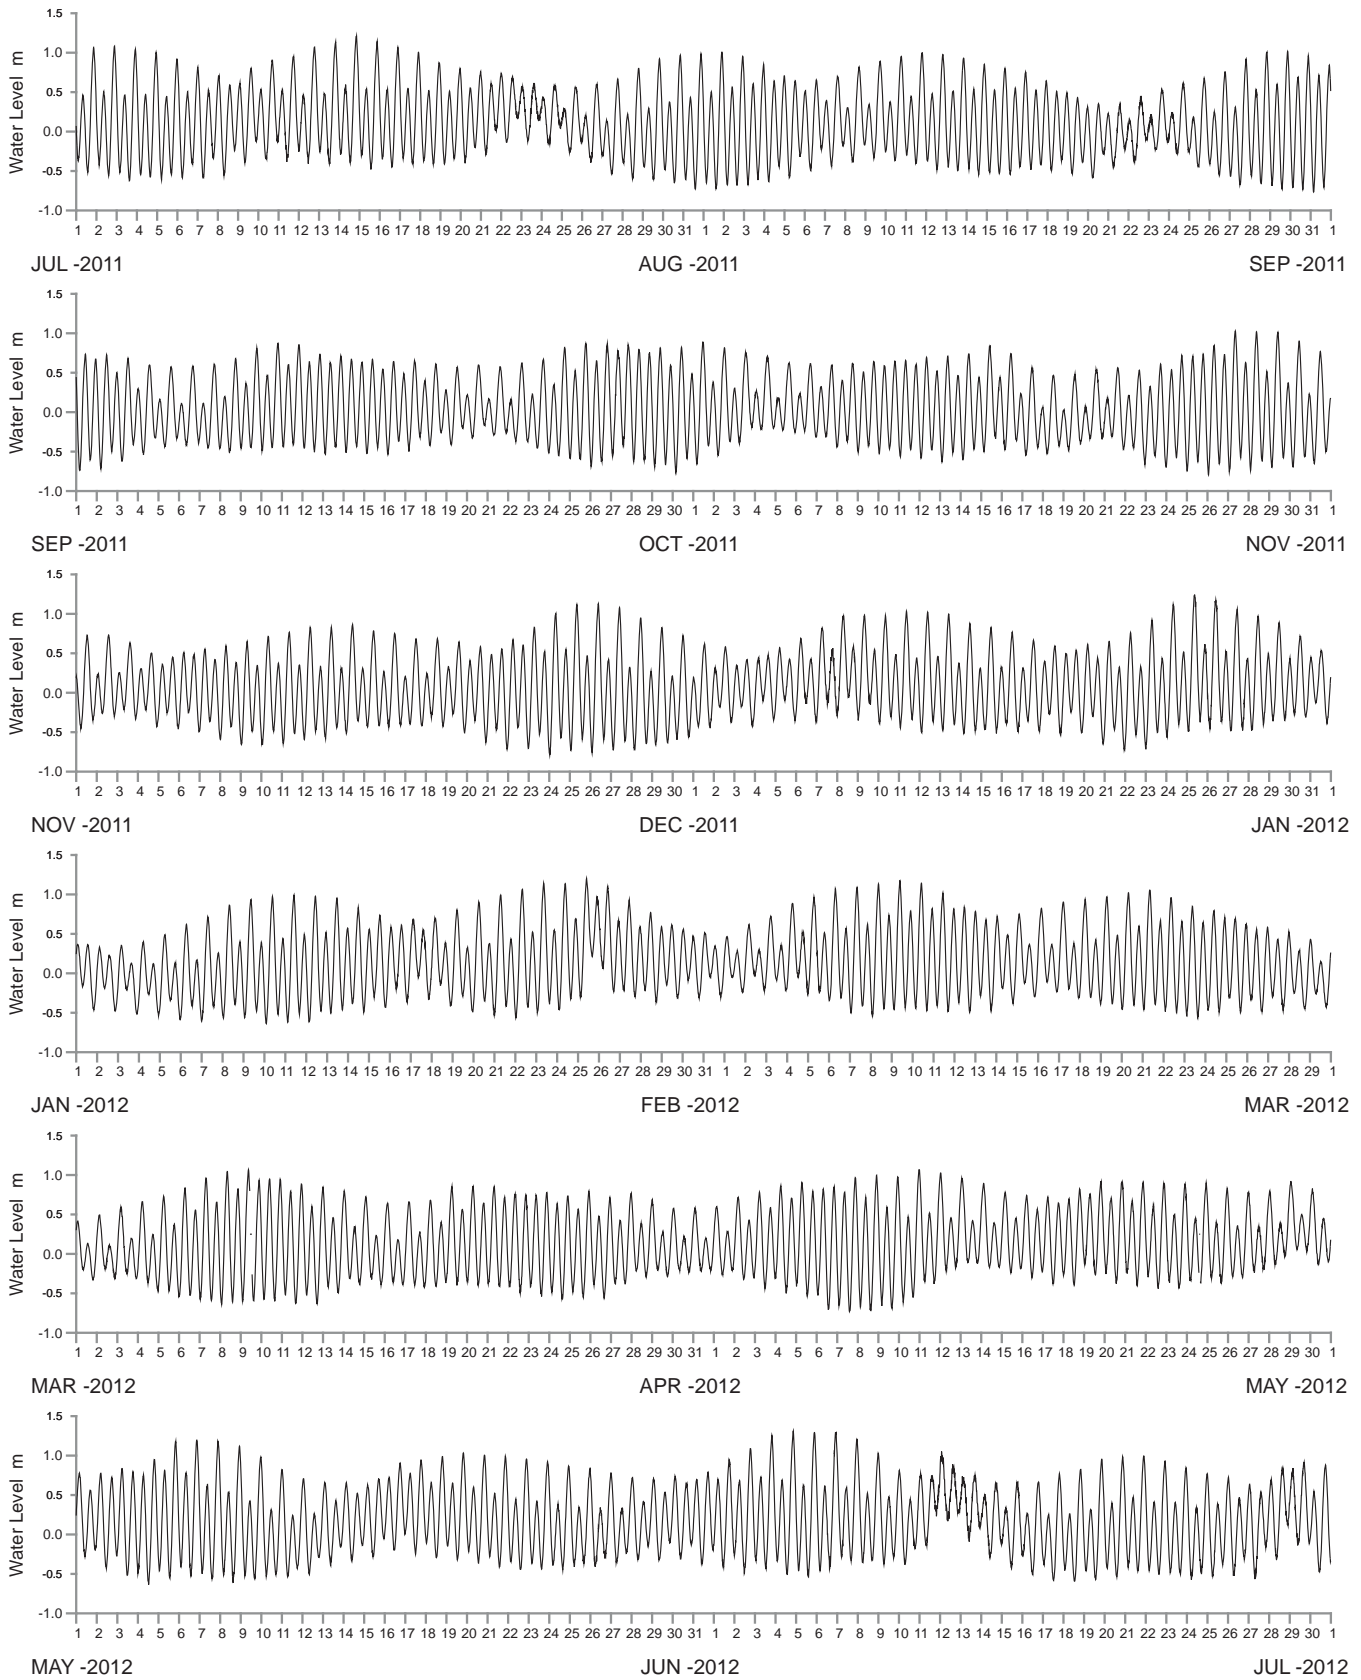 1.5
1.0
0.5
0.0
-0.5
-1.0
Water Level m
1 2 3 4 5 6 7 8 9 10 11 12 13 14 15 16 17 18 19 20 21 22 23 24 25 26 27 28 29 30 31 1 2 3 4 5 6 7 8 9 10 11 12 13 14 15 16 17 18 19 20 21 22 23 24 25 26 27 28 29 30 31 1
JUL -2011 AUG -2011 SEP -2011
1.5
1.0
0.5
0.0
-0.5
-1.0
Water Level m
1 2 3 4 5 6 7 8 9 10 11 12 13 14 15 16 17 18 19 20 21 22 23 24 25 26 27 28 29 30 1 2 3 4 5 6 7 8 9 10 11 12 13 14 15 16 17 18 19 20 21 22 23 24 25 26 27 28 29 30 31 1
SEP -2011 OCT -2011 NOV -2011
1.5
1.0
0.5
0.0
-0.5
-1.0
Water Level m
1 2 3 4 5 6 7 8 9 10 11 12 13 14 15 16 17 18 19 20 21 22 23 24 25 26 27 28 29 30 1 2 3 4 5 6 7 8 9 10 11 12 13 14 15 16 17 18 19 20 21 22 23 24 25 26 27 28 29 30 31 1
NOV -2011 DEC -2011 JAN -2012
1.5
1.0
0.5
0.0
-0.5
-1.0
Water Level m
1 2 3 4 5 6 7 8 9 10 11 12 13 14 15 16 17 18 19 20 21 22 23 24 25 26 27 28 29 30 31 1 2 3 4 5 6 7 8 9 10 11 12 13 14 15 16 17 18 19 20 21 22 23 24 25 26 27 28 29 1
JAN -2012 FEB -2012 MAR -2012
1.5
1.0
0.5
0.0
-0.5
-1.0
Water Level m
1 2 3 4 5 6 7 8 9 10 11 12 13 14 15 16 17 18 19 20 21 22 23 24 25 26 27 28 29 30 31 1 2 3 4 5 6 7 8 9 10 11 12 13 14 15 16 17 18 19 20 21 22 23 24 25 26 27 28 29 30 1
MAR -2012 APR -2012 MAY -2012
1.5
1.0
0.5
0.0
-0.5
-1.0
Water Level m
1 2 3 4 5 6 7 8 9 10 11 12 13 14 15 16 17 18 19 20 21 22 23 24 25 26 27 28 29 30 31 1 2 3 4 5 6 7 8 9 10 11 12 13 14 15 16 17 18 19 20 21 22 23 24 25 26 27 28 29 30 1
MAY -2012 JUN -2012 JUL -2012